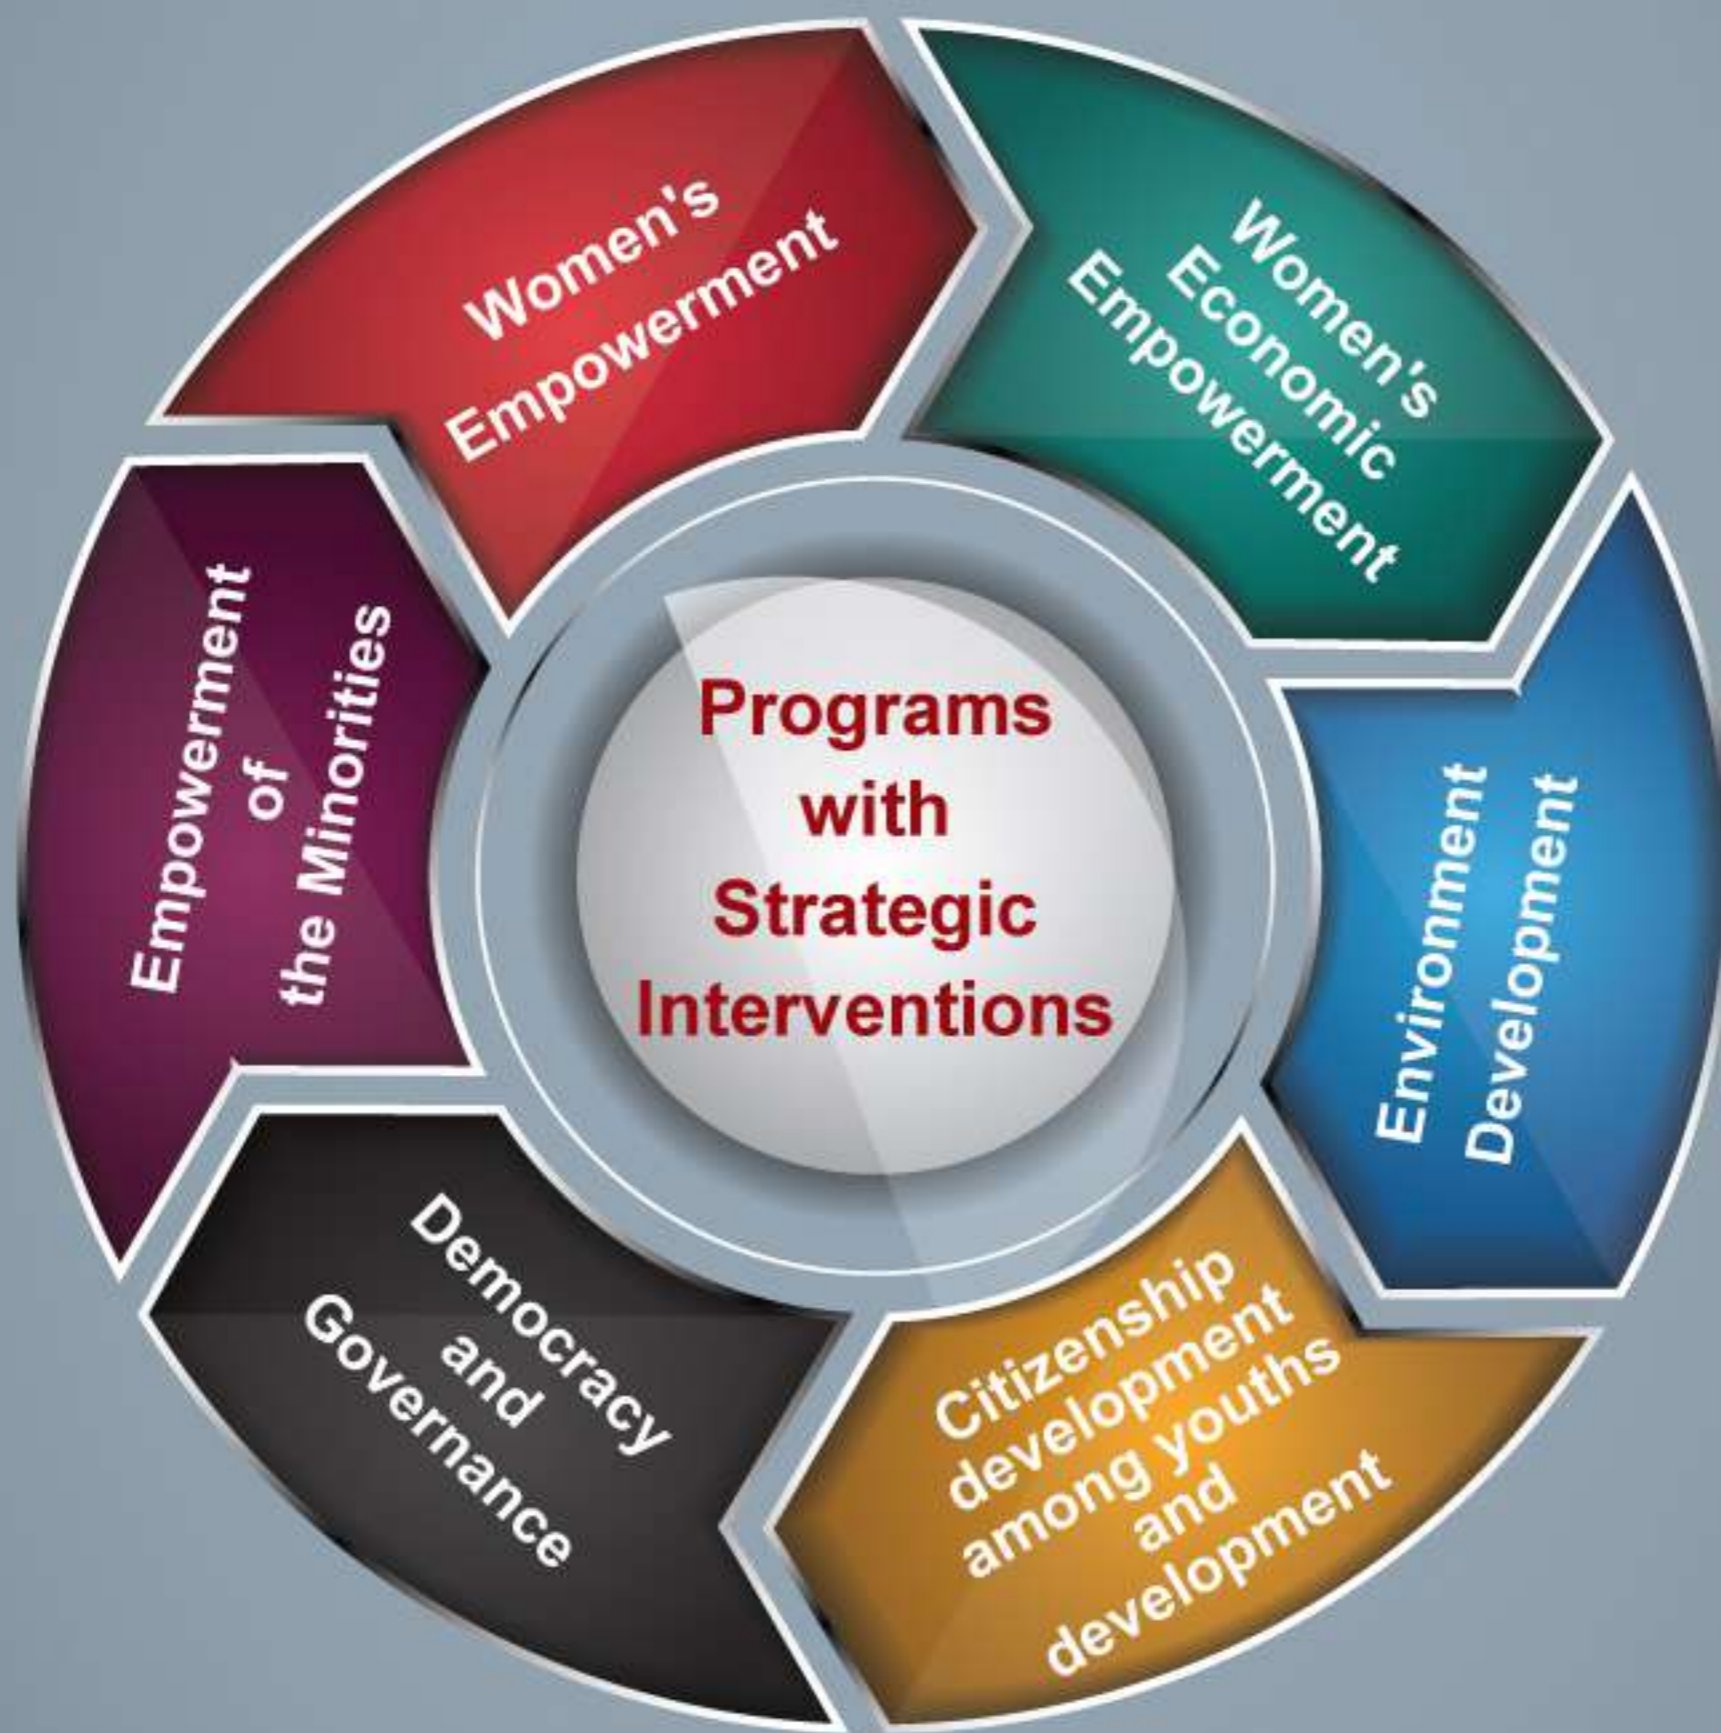 Women's
Empowerment
Women's
Economic
Empowerment
Environment
Development
Citizenship
development
among youths
and
development
Democracy
and
Governance
Empowerment
of
the Minorities
Programs
with
Strategic
Interventions